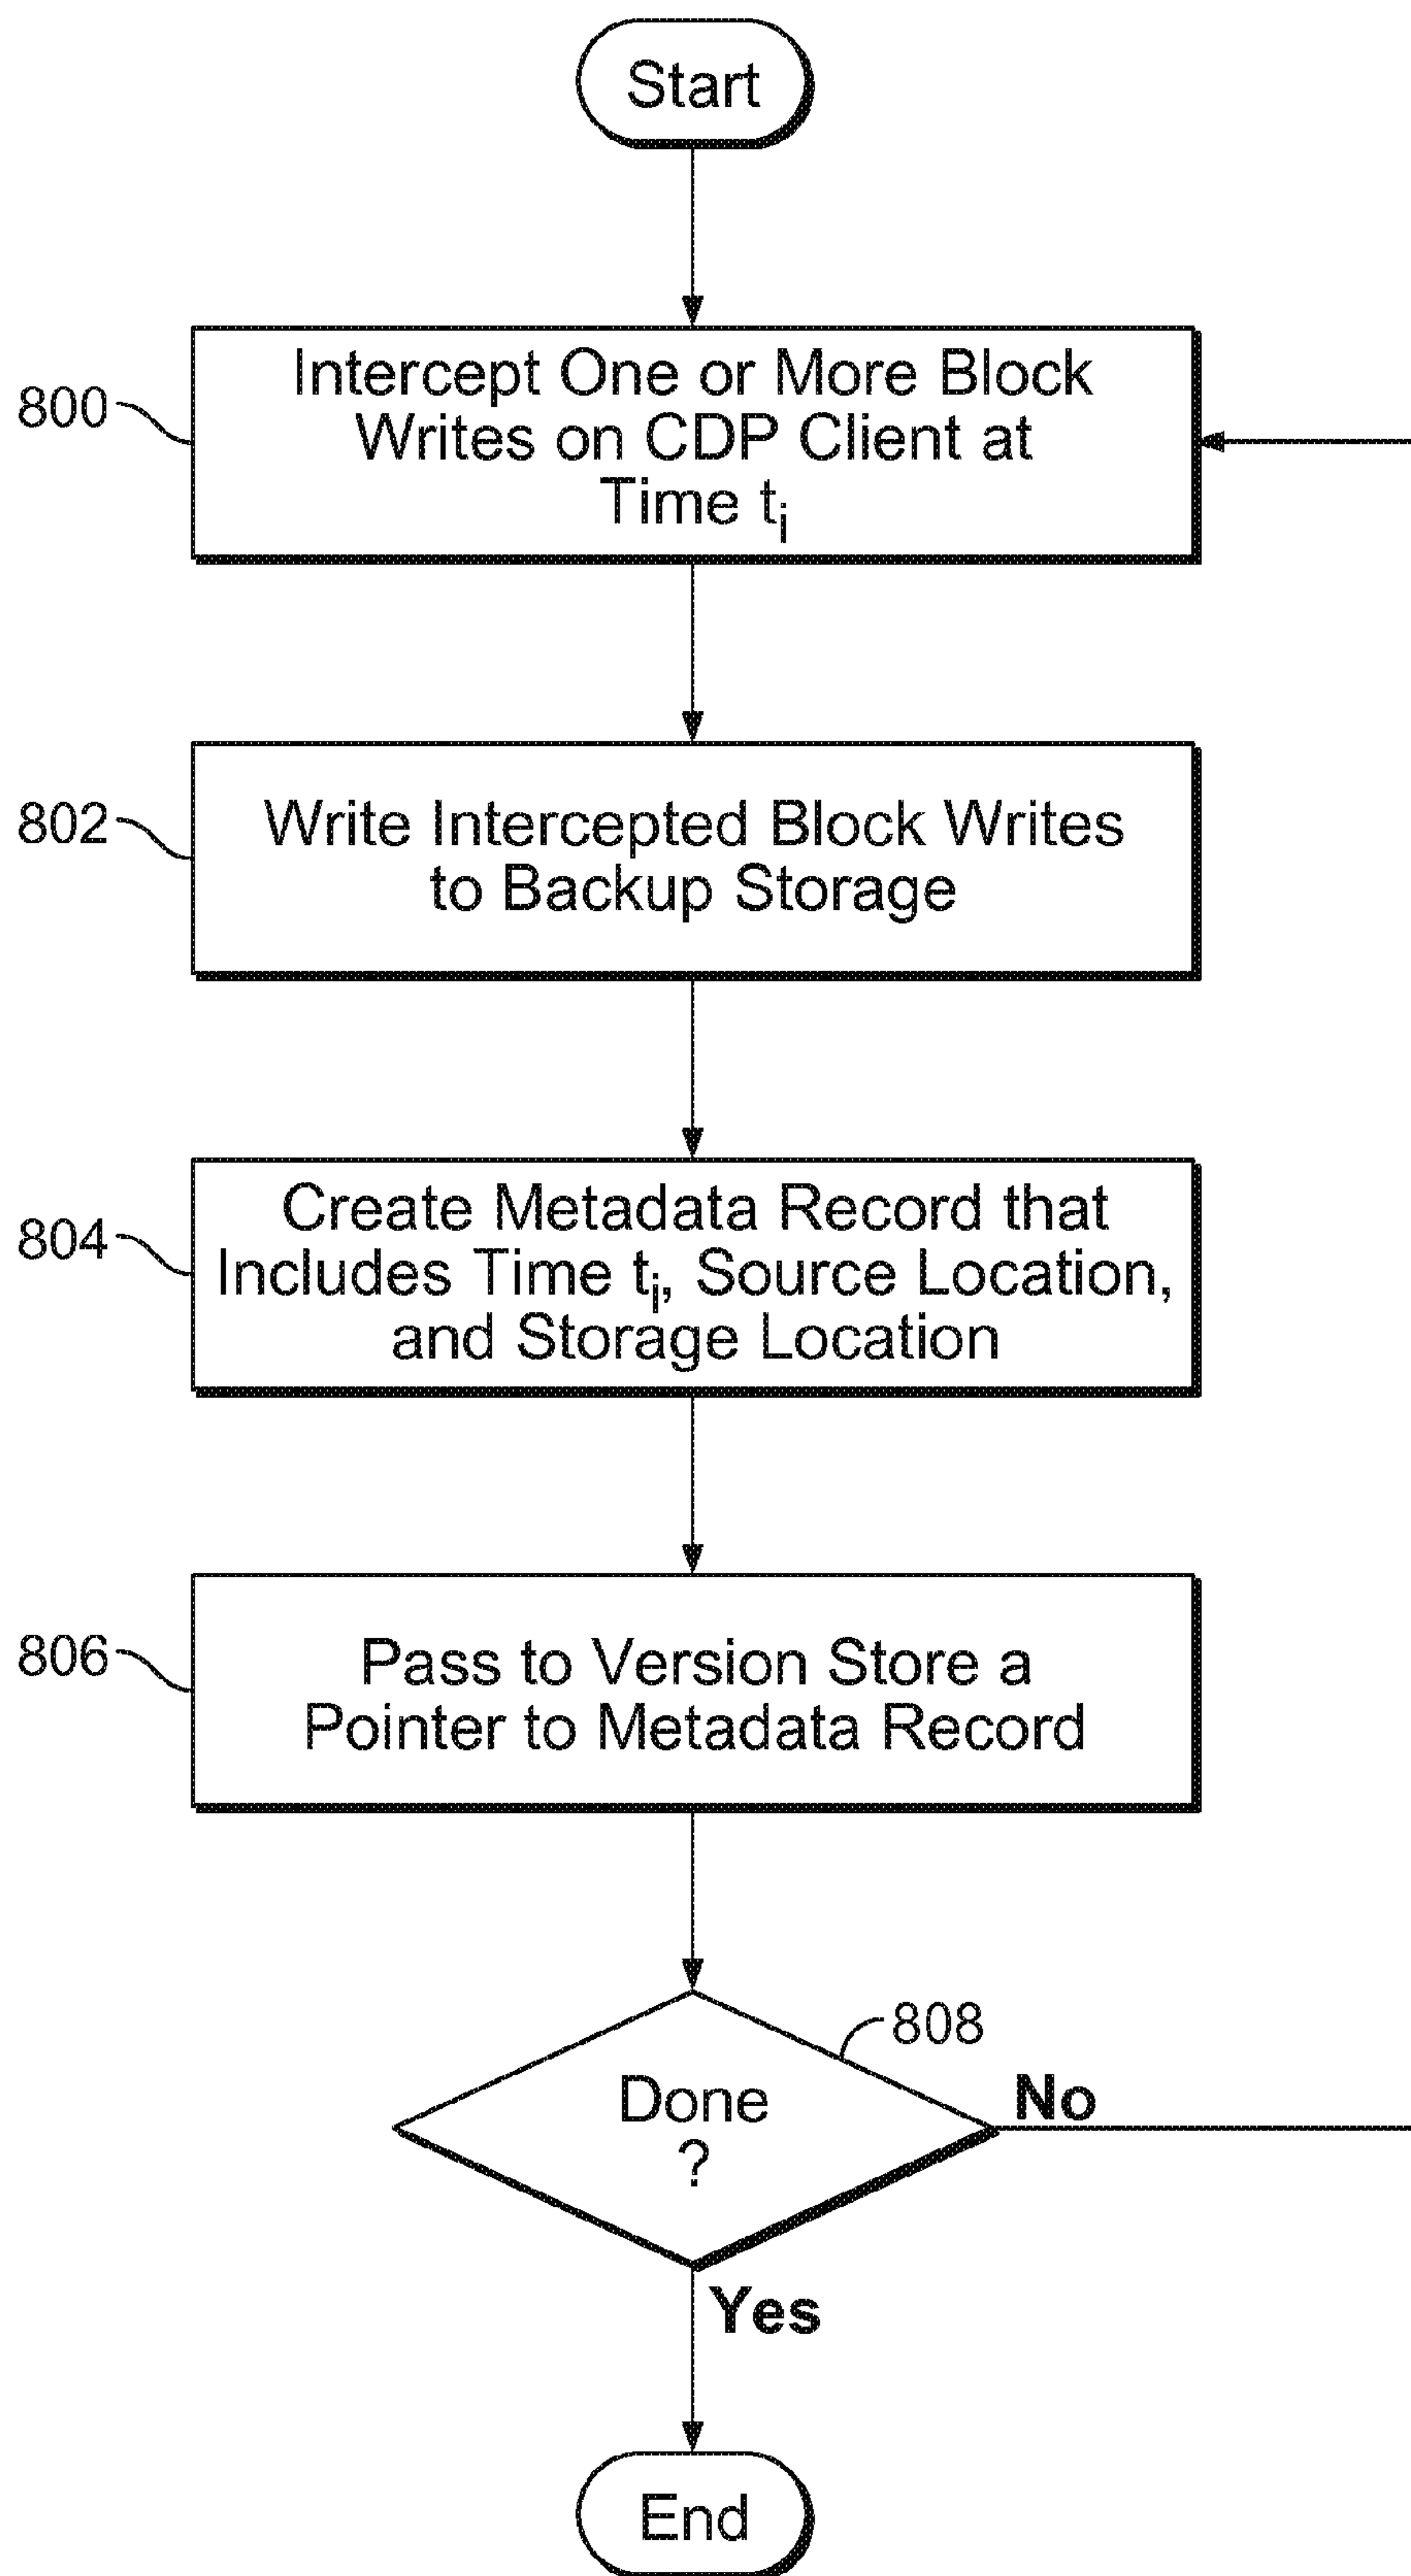 Start
800
Intercept One or More Block
Writes on CDP Client at
Time ti
802
Write Intercepted Block Writes
to Backup Storage
804
Create Metadata Record that
Includes Time ti, Source Location,
and Storage Location
806
Pass to Version Store a
Pointer to Metadata Record
808
Done
?
No
Yes
End